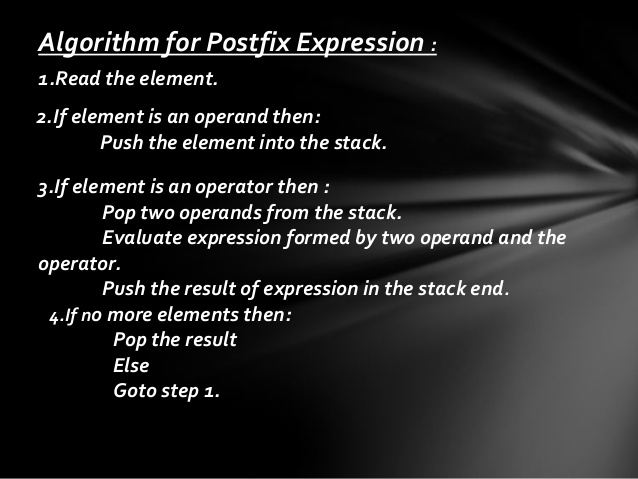 Algorithm for Postfix Expression :
1.Read the element.
2.If element is an operand then:
Push the element into the stack.
3.If element is an operator then :
Pop two operands from the stack.
Evaluate expression formed by two operand and the
operator.
Push the result of expression in the stack end.
4.If no more elements then:
Pop the result
Else
Goto step 1.